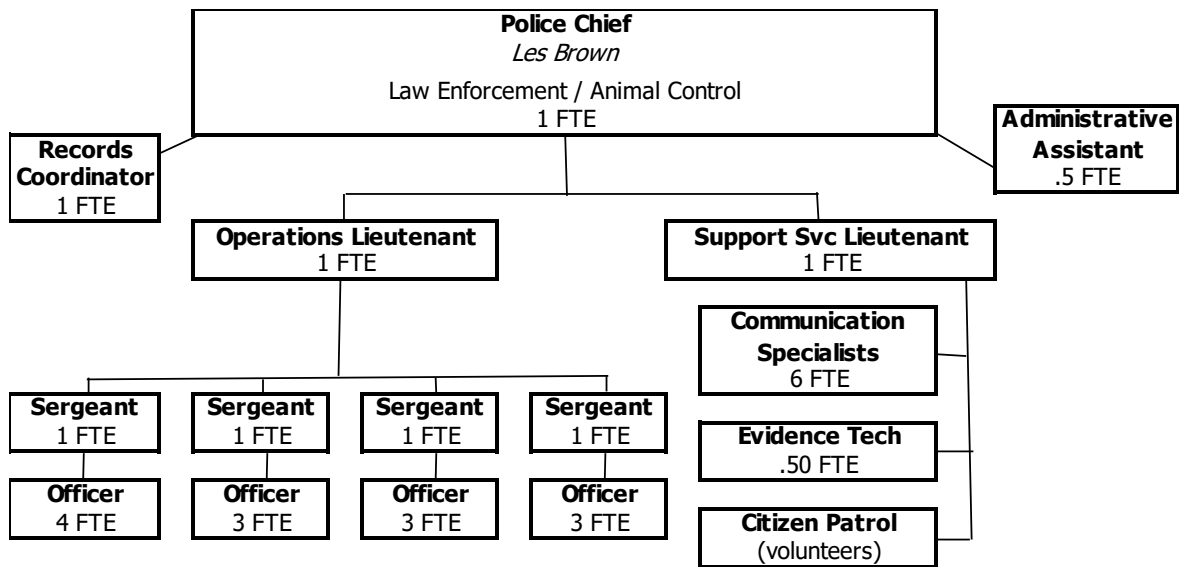 Police Chief
Les Brown
Law Enforcement / Animal Control
1 FTE
Records
Coordinator
1 FTE
Administrative
Assistant
.5 FTE
Operations Lieutenant
1 FTE
Support Svc Lieutenant
1 FTE
Communication
Specialists
6 FTE
Sergeant
1 FTE
Sergeant
1 FTE
Sergeant
1 FTE
Sergeant
1 FTE
Evidence Tech
.50 FTE
Officer
4 FTE
Officer
3 FTE
Officer
3 FTE
Officer
3 FTE
Citizen Patrol
(volunteers)